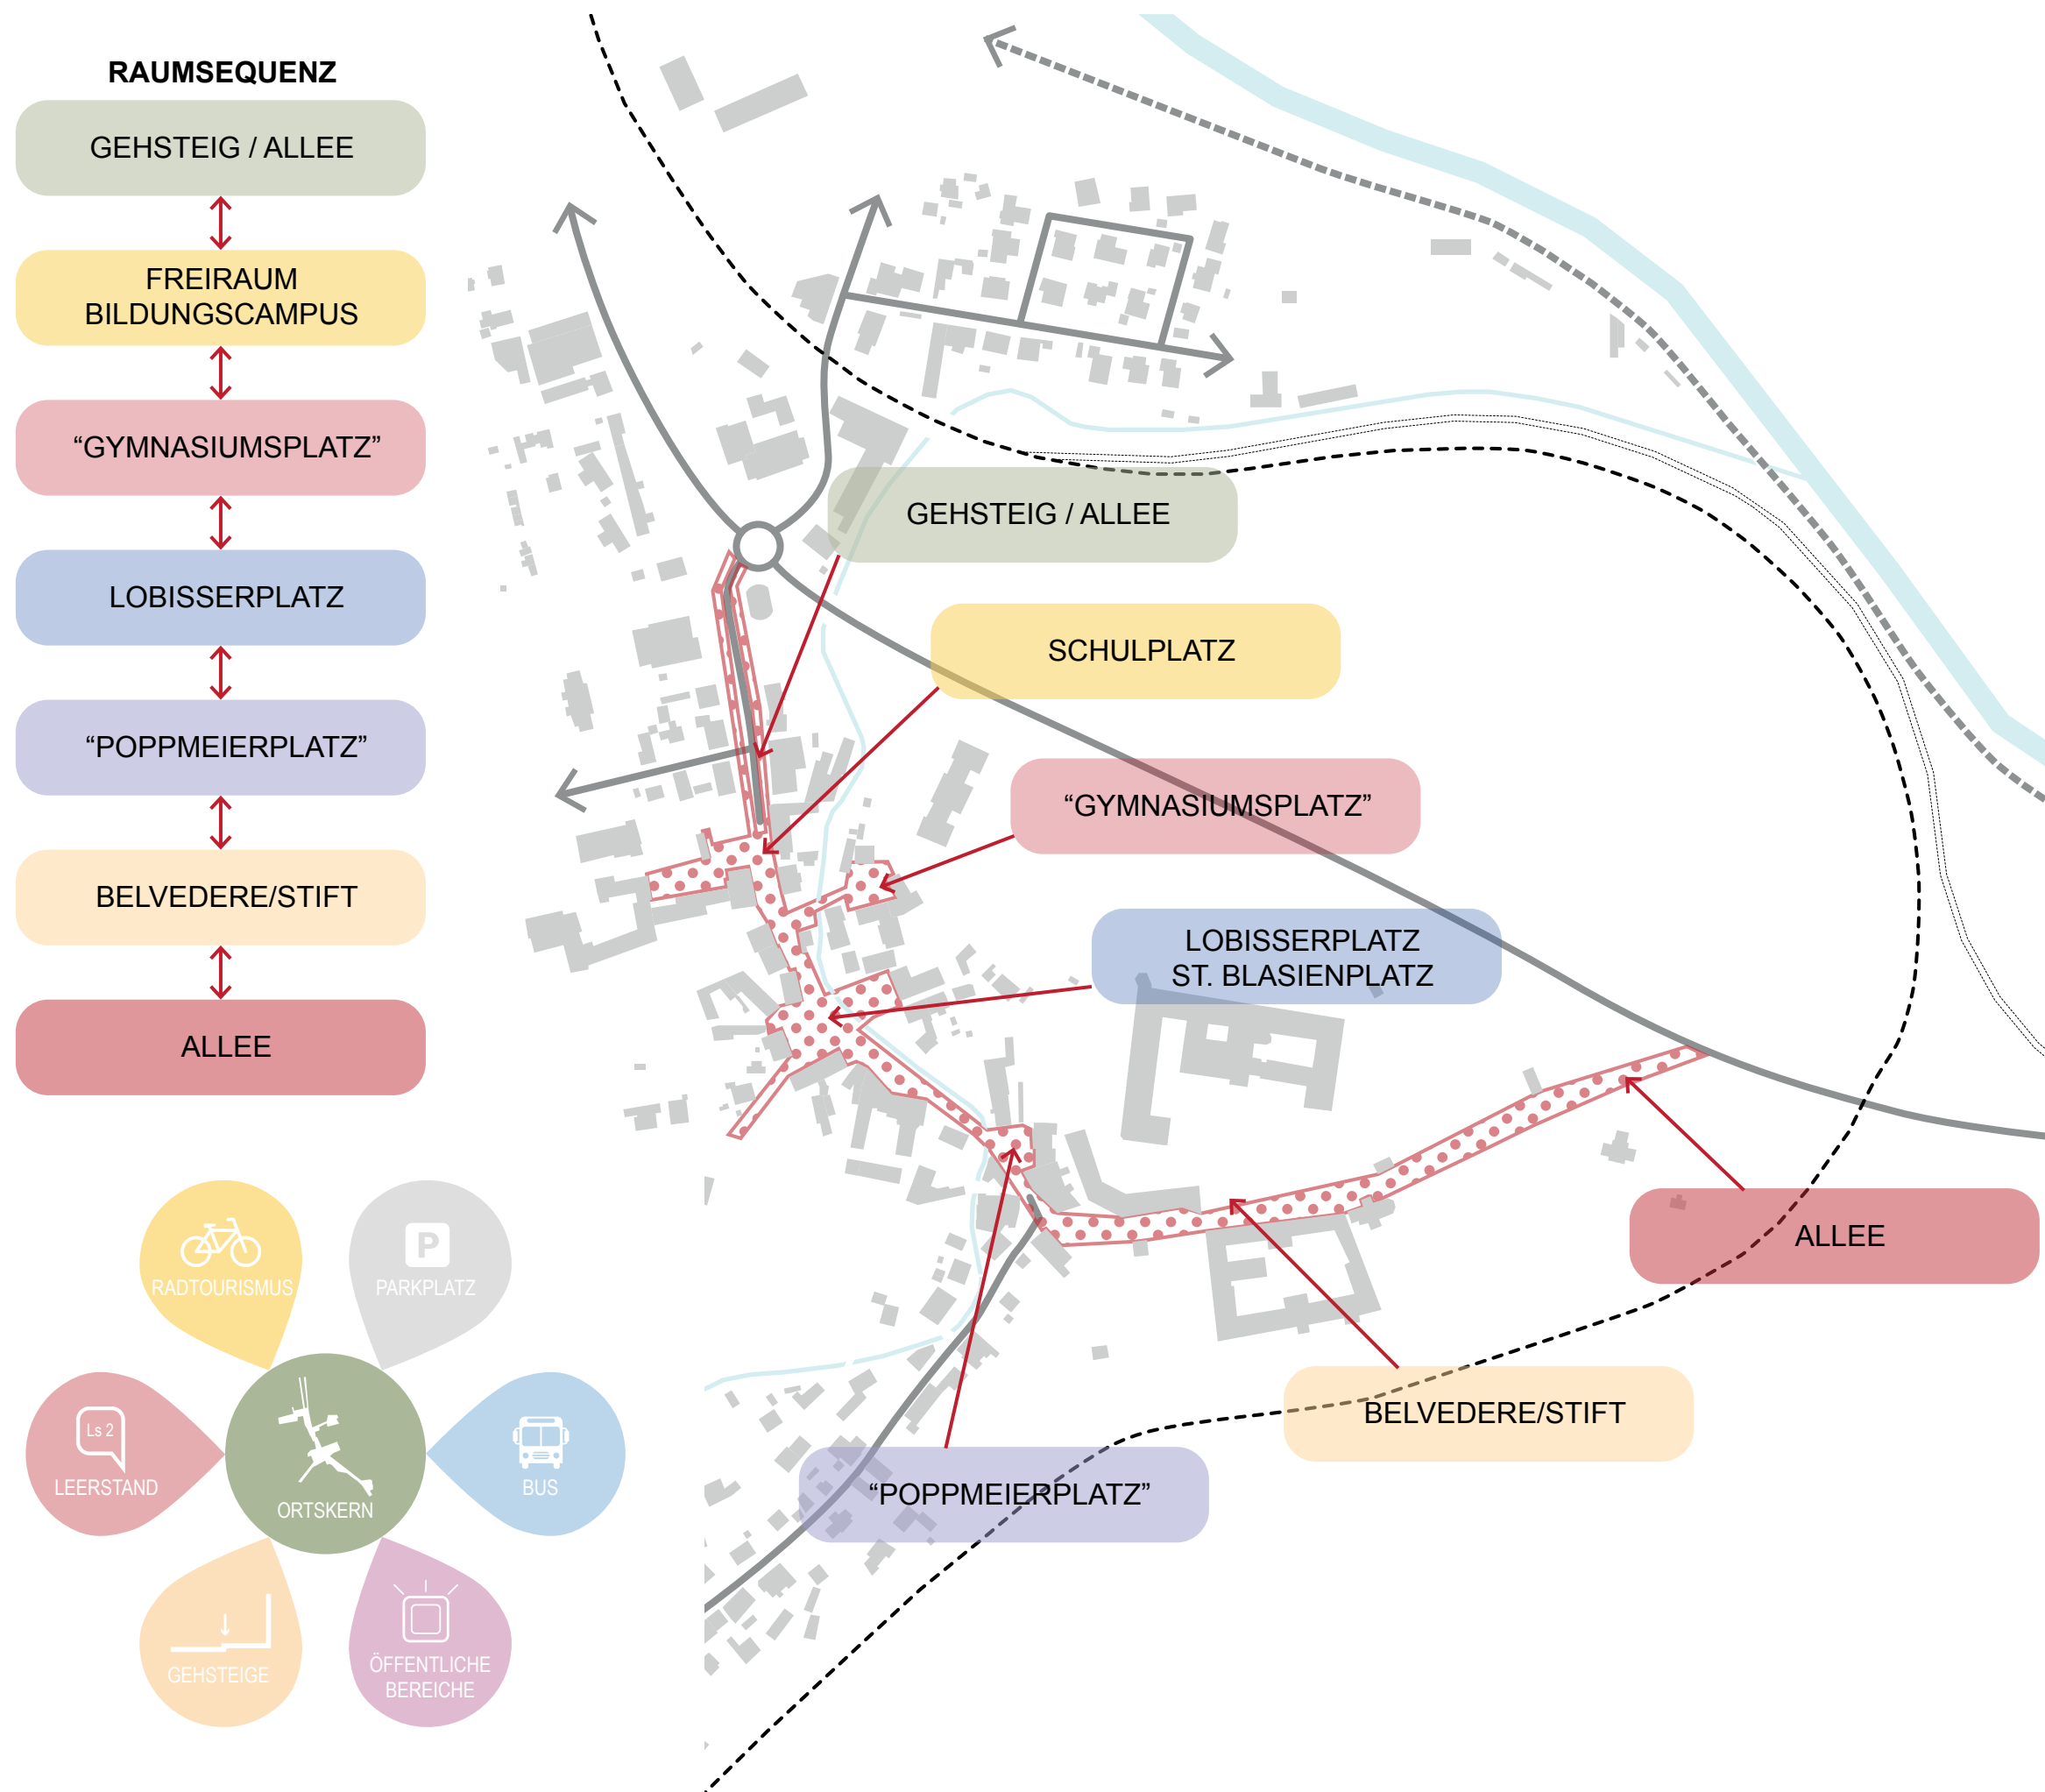 RAUMSEQUENZ
GEHSTEIG / ALLEE
FREIRAUM
BILDUNGSCAMPUS
“GYMNASIUMSPLATZ”
LOBISSERPLATZ
“POPPMEIERPLATZ”
BELVEDERE/STIFT
ALLEE
GEHSTEIG / ALLEE
SCHULPLATZ
“GYMNASIUMSPLATZ”
LOBISSERPLATZ
ST. BLASIENPLATZ
ALLEE
BELVEDERE/STIFT
“POPPMEIERPLATZ”
RADTOURISMUS
P
PARKPLATZ
Ls 2
LEERSTAND
ORTSKERN
BUS
GEHSTEIGE
ÖFFENTLICHE
BEREICHE